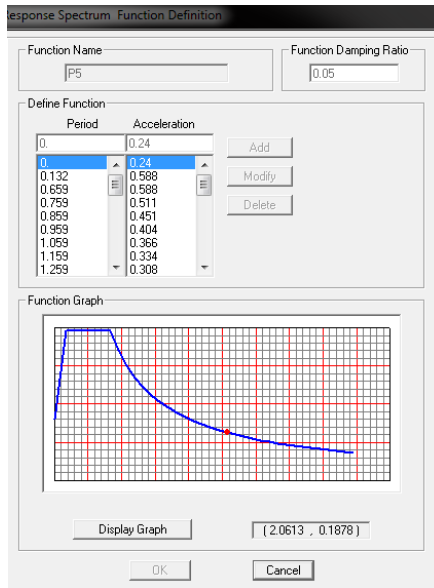 Response Spectrum Function Definition
Function Name
Function Damping Ratio
P5
0.05
Define Function
Period Acceleration
0. 0.24
Add
0. 0.24
0.132 0.588
Modify
0.659 0.588
0.759 0.511
Delete
0.859 0.451
0.959 0.404
1.059 0.366
1.159 0.334
1.259 0.308
Function Graph
Display Graph
( 2.0613 , 0.1878 )
OK
Cancel